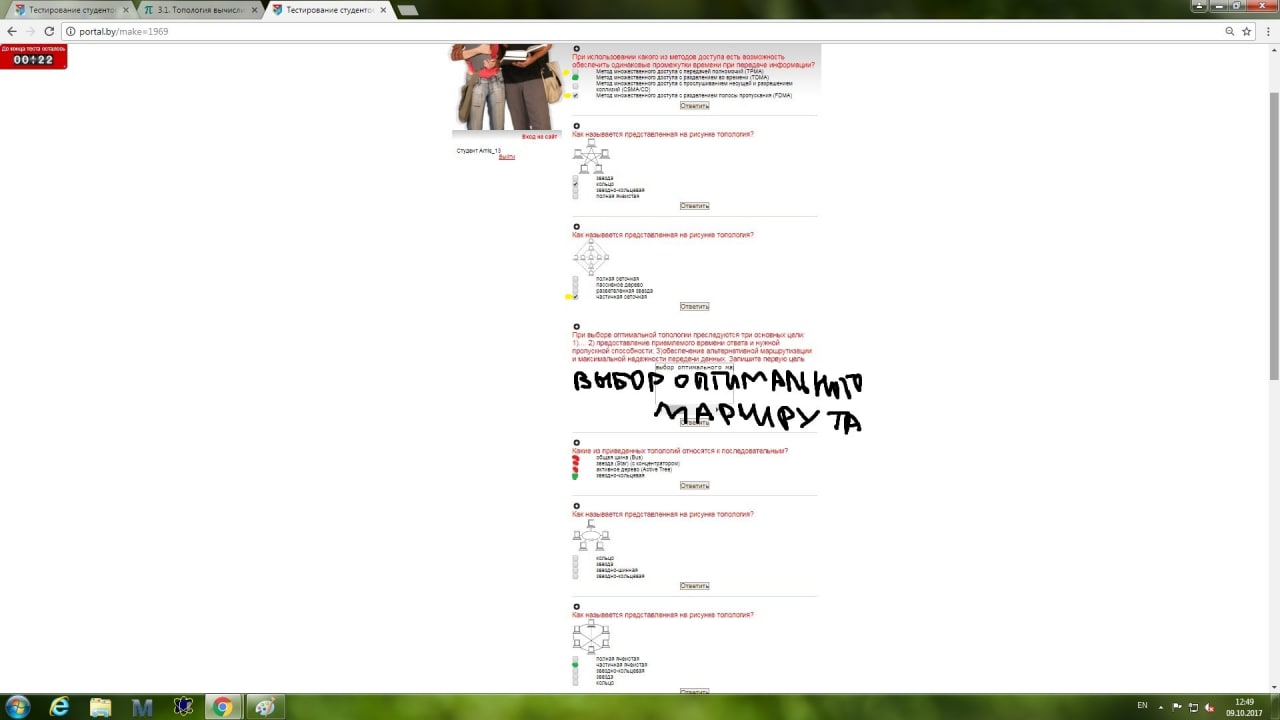 Тестирование студенто
3.1. Топология вычисли
Тестирование студенто
portal.by/make=1969
До конца теста осталось
00:22
При использовании какого из методов доступа есть возможность
обеспечить одинаковые промежутки времени при передаче информации?
Метод множественного доступа с передачей полномочий (TPMA)
Метод множественного доступа с разделением во времени (TDMA)
Метод множественного доступа с прослушиванием несущей и разрешением
коллизий (CSMA/CD)
Метод множественного доступа с разделением полосы пропускания (FDMA)
Ответить
Вход на сайт
Студент Arris_13
Выйти
Как называется представленная на рисунке топология?
звезда
кольцо
звездно-кольцевая
полная ячеистая
Ответить
Как называется представленная на рисунке топология?
полная сеточная
пассивное дерево
разветвленная звезда
частичная сеточная
Ответить
При выборе оптимальной топологии преследуются три основных цели:
1)... 2) предоставление приемлемого времени ответа и нужной
пропускной способности; 3)обеспечение альтернативной маршрутизации
и максимальной надежности передачи данных. Запишите первую цель
выбор оптимального ма
ВЫБОР ОПТИМАЛЬНОГО
МАРШРУТА
Ответить
Какие из приведенных топологий относятся к последовательным?
общая шина (Bus)
звезда (Star) (с концентратором)
активное дерево (Active Tree)
звездно-кольцевая
Ответить
Как называется представленная на рисунке топология?
кольцо
звезда
звездно-шинная
звездно-кольцевая
Ответить
Как называется представленная на рисунке топология?
полная ячеистая
частичная ячеистая
звездно-кольцевая
звезда
кольцо
Ответить
EN
12:49
09.10.2017